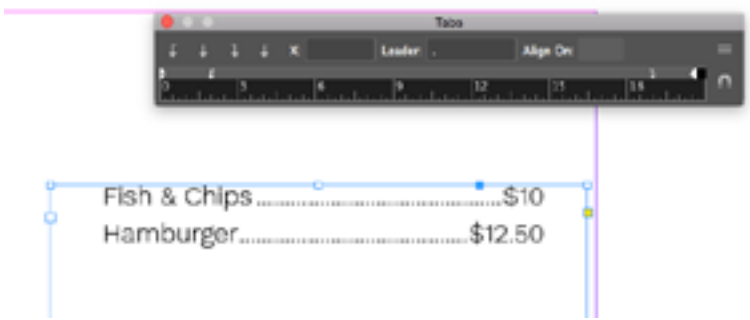 Tabs
X: Leader: . Align On:
0 3 6 9 12 15 18
Fish & Chips................................................$10
Hamburger.............................................$12.50